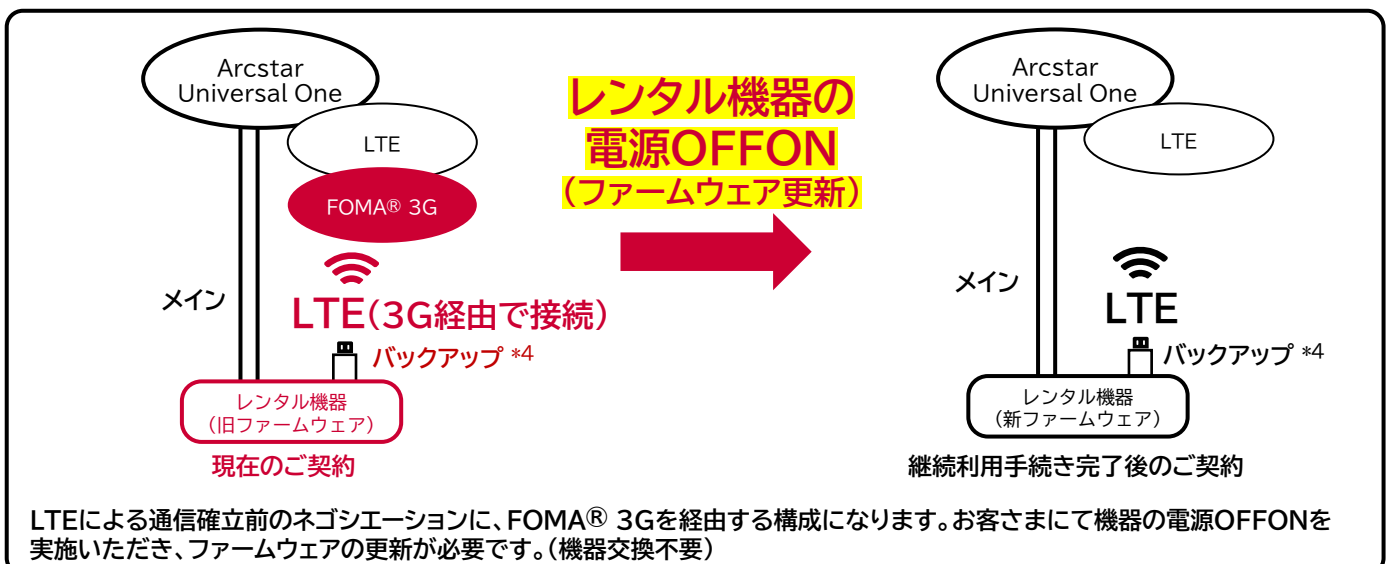 Arcstar
Universal One
LTE
FOMA® 3G
メイン
LTE(3G経由で接続)
バックアップ *4
レンタル機器
(旧ファームウェア)
現在のご契約
レンタル機器の
電源OFFON
(ファームウェア更新)
Arcstar
Universal One
LTE
メイン
LTE
バックアップ *4
レンタル機器
(新ファームウェア)
継続利用手続き完了後のご契約
LTEによる通信確立前のネゴシエーションに、FOMA® 3Gを経由する構成になります。お客さまにて機器の電源OFFONを
実施いただき、ファームウェアの更新が必要です。(機器交換不要)